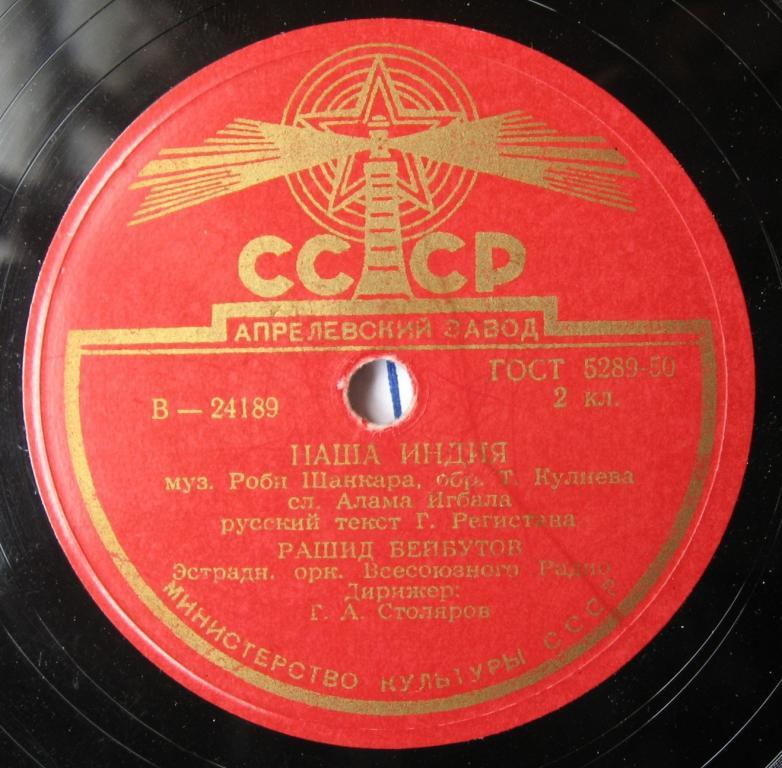 СССР
АПРЕЛЕВСКИЙ ЗАВОД
ГОСТ 5289-50
В — 24189
2 кл.
НАША ИНДИЯ
муз. Роби Шанкара, обр. Т. Кулиева
сл. Алама Игбала
русский текст Г. Регистана
РАШИД БЕЙБУТОВ
Эстрадн. орк. Всесоюзного Радио
Дирижер:
Г. А. Столяров
МИНИСТЕРСТВО КУЛЬТУРЫ СССР